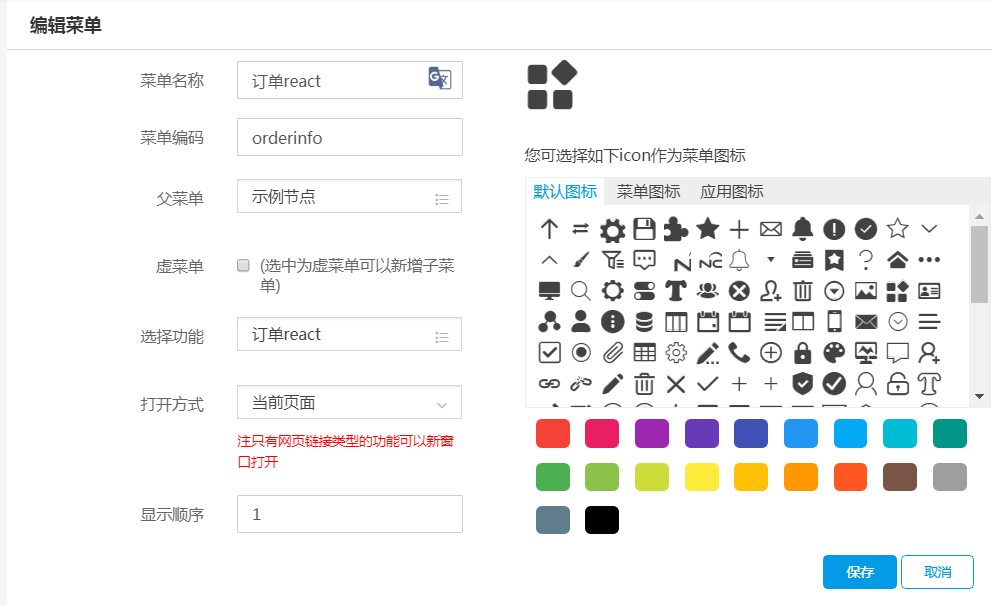 编辑菜单
菜单名称
订单react
菜单编码
orderinfo
父菜单
示例节点
虚菜单
(选中为虚菜单可以新增子菜
单)
选择功能
订单react
打开方式
当前页面
注只有网页链接类型的功能可以新窗
口打开
显示顺序
1
您可选择如下icon作为菜单图标
默认图标 菜单图标 应用图标
保存 取消